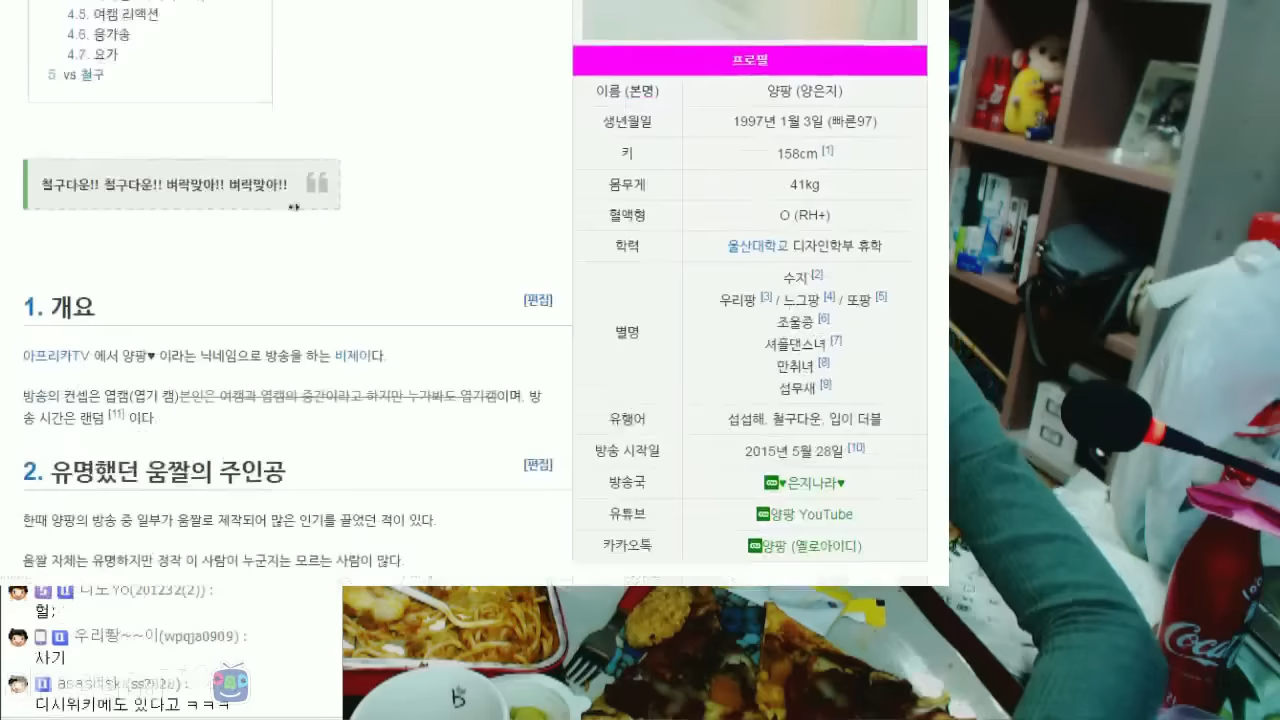 4.5. 여캠 리액션
4.6. 용가송
4.7. 요가
5 vs 철구
철구다운!! 철구다운!! 벼락맞아!! 벼락맞아!!
1. 개요 [편집]
아프리카TV 에서 양팡♥ 이라는 닉네임으로 방송을 하는 비제이다.
방송의 컨셉은 엽캠(엽기 캠)본인은 여캠과 엽캠의 중간이라고 하지만 누가봐도 엽기캠이며, 방
송 시간은 랜덤 [11] 이다.
2. 유명했던 움짤의 주인공 [편집]
한때 양팡의 방송 중 일부가 움짤로 제작되어 많은 인기를 끌었던 적이 있다.
움짤 자체는 유명하지만 정작 이 사람이 누군지는 모르는 사람이 많다.
프로필
이름 (본명) 양팡 (양은지)
생년월일 1997년 1월 3일 (빠른97)
키 158cm [1]
몸무게 41kg
혈액형 O (RH+)
학력 울산대학교 디자인학부 휴학
별명
수지 [2]
우리팡 [3] / 느그팡 [4] / 또팡 [5]
조울증 [6]
셔플댄스녀 [7]
만취녀 [8]
섭무새 [9]
유행어 섭섭해, 철구다운, 입이 더블
방송 시작일 2015년 5월 28일 [10]
방송국 ♥은지나라♥
유튜브 양팡 YouTube
카카오톡 양팡 (옐로아이디)
헐;
우리퐐~~이(wpqja0909) :
사기
디시위키에도 있다고 ㅋㅋㅋ
b
Coca